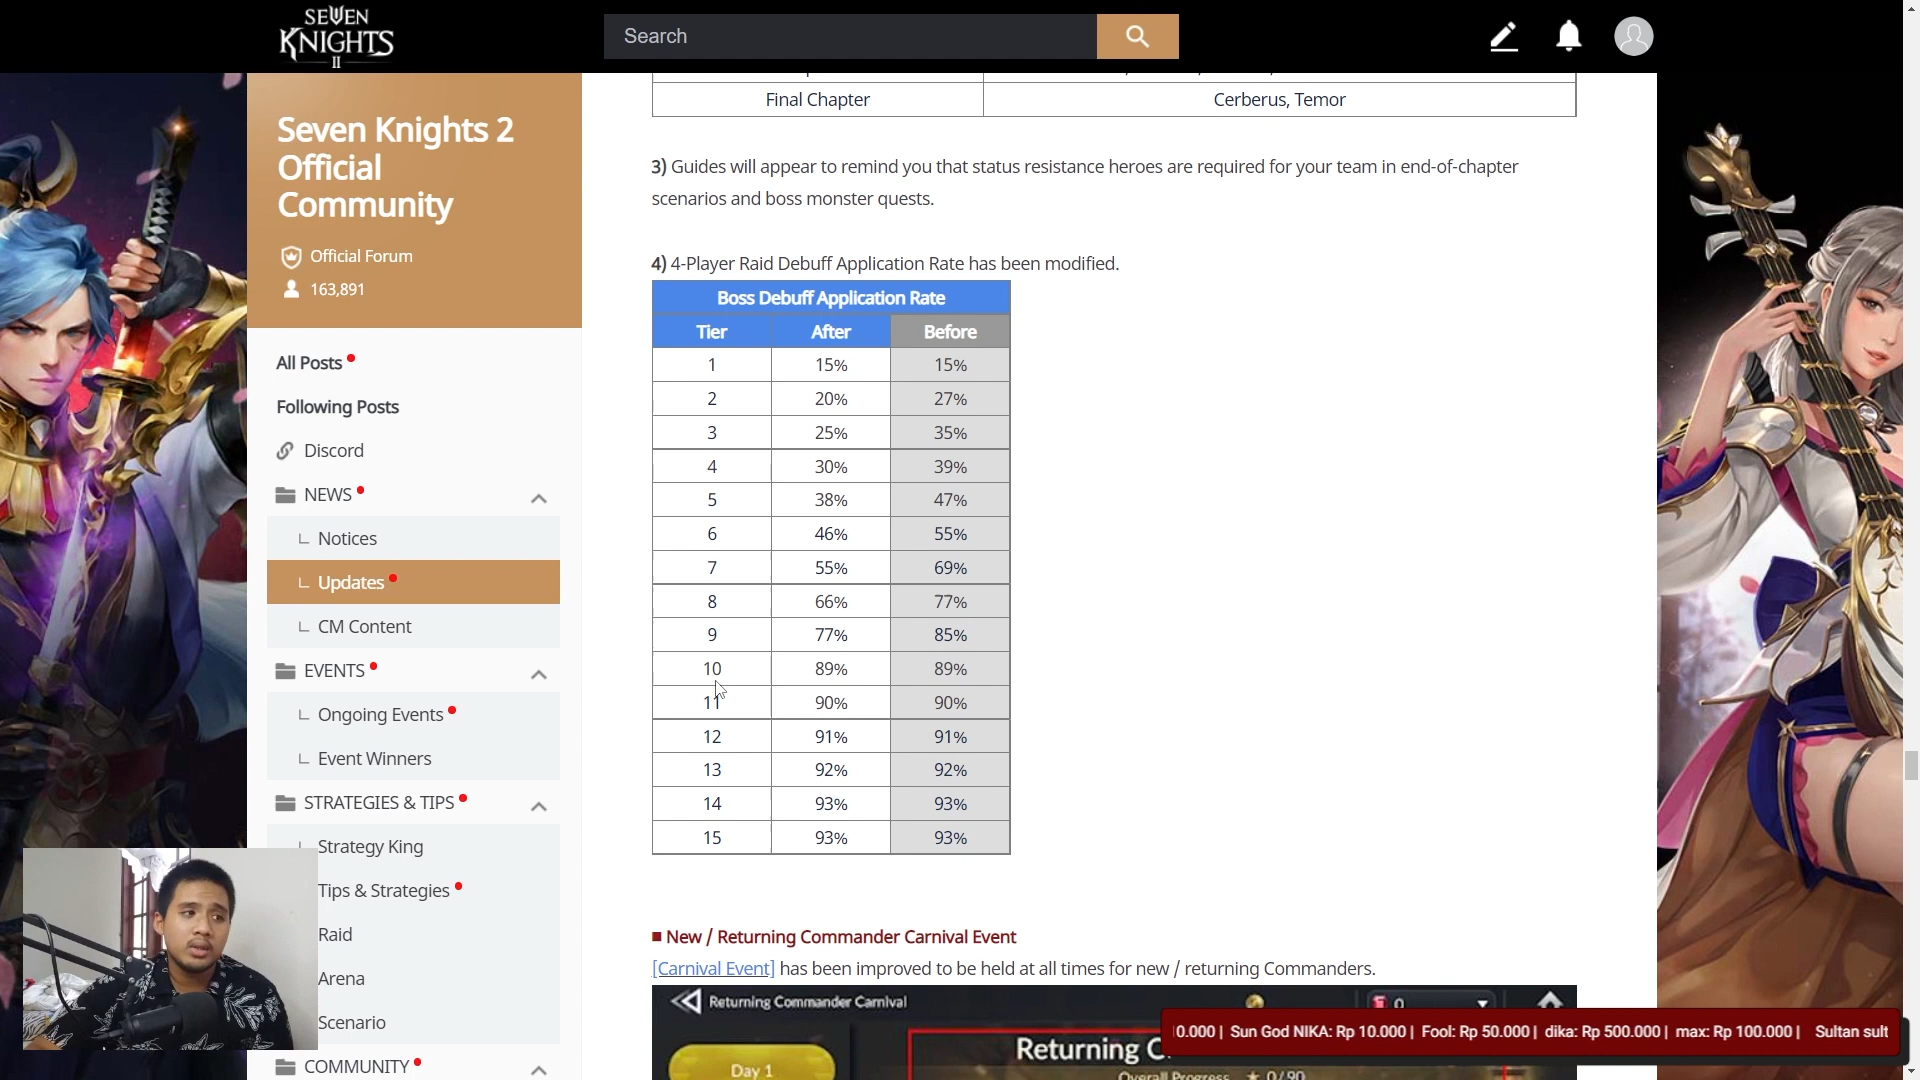 SEVEN
KNIGHTS
II
Search
Seven Knights 2
Official
Community
Official Forum
163,891
All Posts
Following Posts
Discord
NEWS
Notices
Updates
CM Content
EVENTS
Ongoing Events
Event Winners
STRATEGIES & TIPS
Strategy King
Tips & Strategies
Raid
Arena
Scenario
COMMUNITY
Final Chapter Cerberus, Temor
3) Guides will appear to remind you that status resistance heroes are required for your team in end-of-chapter
scenarios and boss monster quests.
4) 4-Player Raid Debuff Application Rate has been modified.
Boss Debuff Application Rate
Tier After Before
1 15% 15%
2 20% 27%
3 25% 35%
4 30% 39%
5 38% 47%
6 46% 55%
7 55% 69%
8 66% 77%
9 77% 85%
10 89% 89%
11 90% 90%
12 91% 91%
13 92% 92%
14 93% 93%
15 93% 93%
■ New / Returning Commander Carnival Event
[Carnival Event] has been improved to be held at all times for new / returning Commanders.
Returning Commander Carnival 0
Day 1
Returning C
Overall Progress ★ 0/90
0.000 | Sun God NIKA: Rp 10.000 | Fool: Rp 50.000 | dika: Rp 500.000 | max: Rp 100.000 | Sultan sult